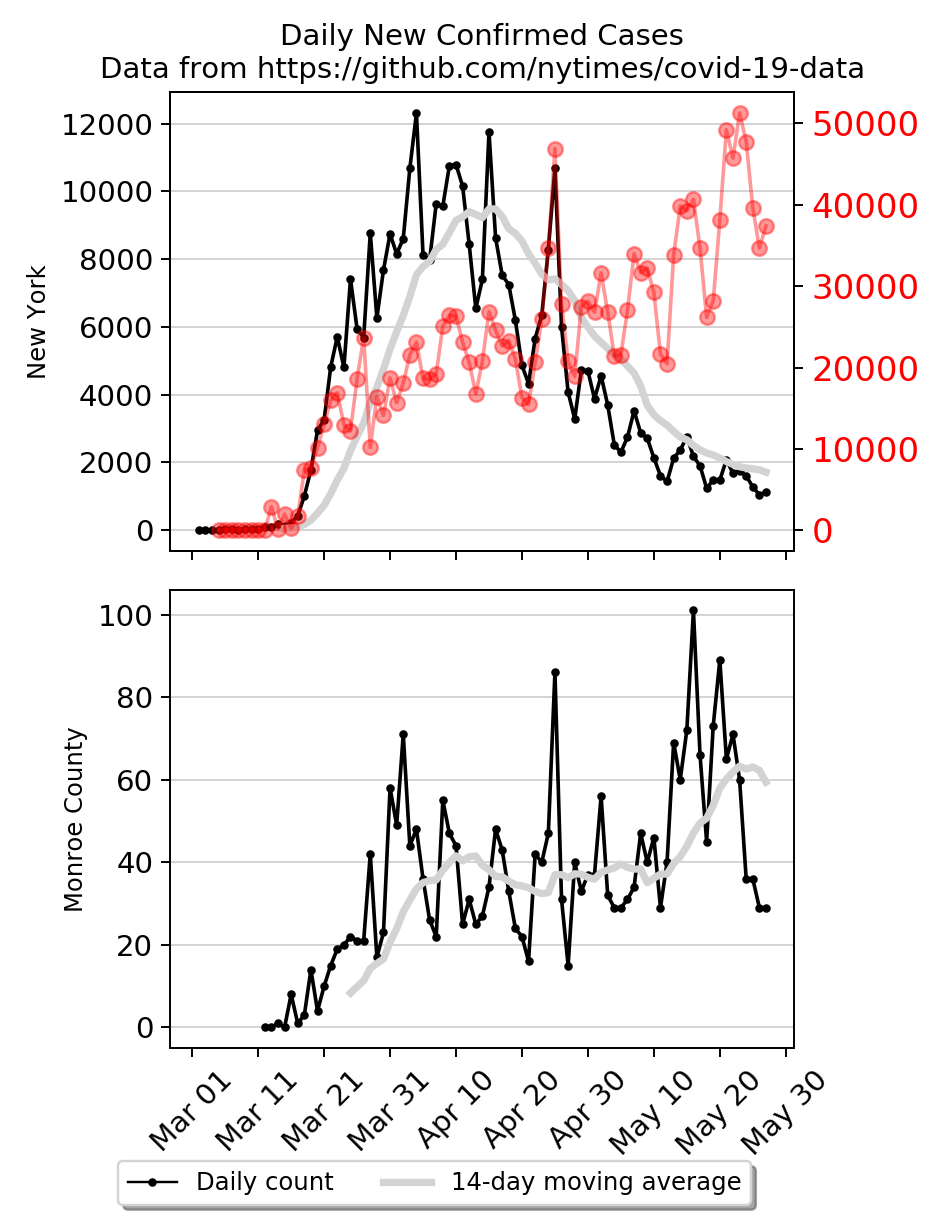 Daily New Confirmed Cases
Data from https://github.com/nytimes/covid-19-data
12000
10000
8000
6000
4000
2000
0
New York
50000
40000
30000
20000
10000
0
100
80
60
40
20
0
Monroe County
Mar 01
Mar 11
Mar 21
Mar 31
Apr 10
Apr 20
Apr 30
May 10
May 20
May 30
Daily count
14-day moving average